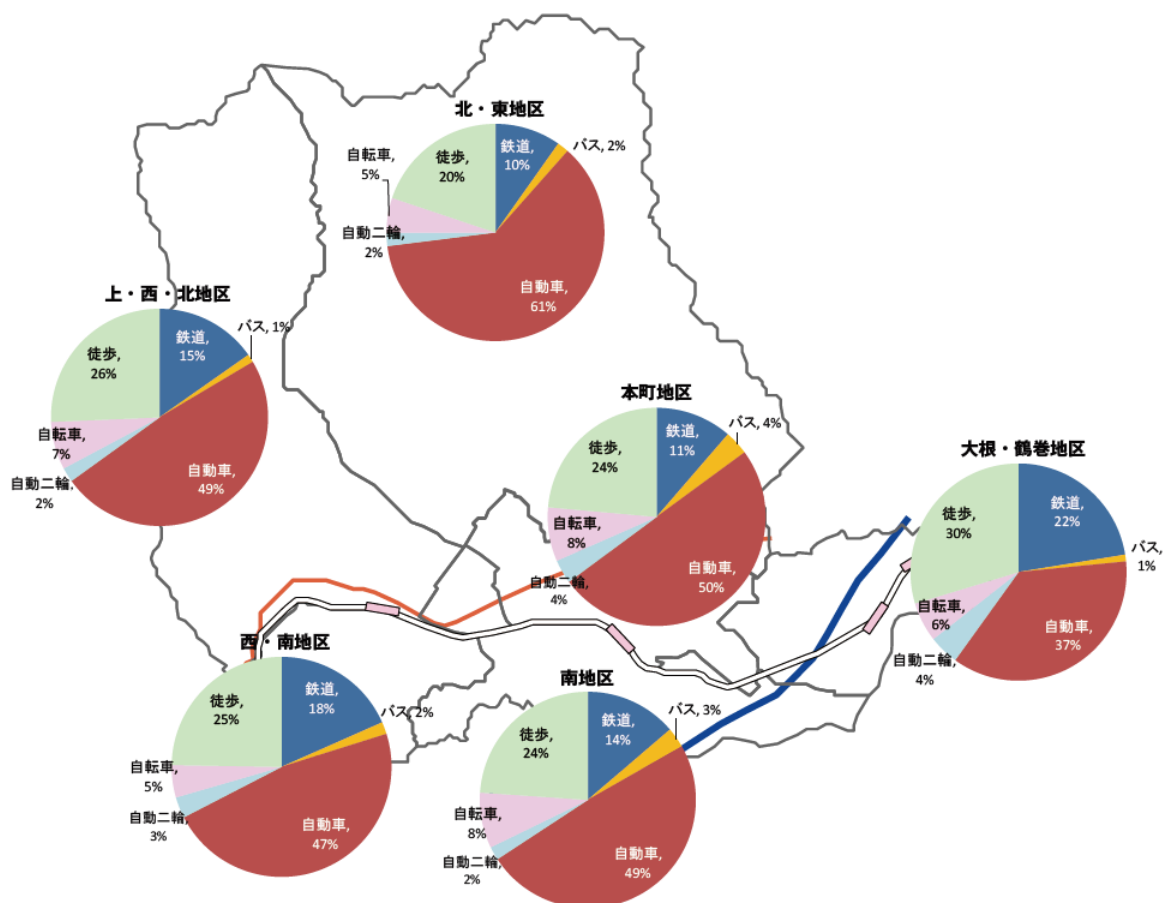 北・東地区
鉄道,
10%
バス, 2%
自動車,
61%
自動二輪,
2%
自転車,
5%
徒歩,
20%
上・西・北地区
鉄道,
15%
バス, 1%
自動車,
49%
自動二輪,
2%
自転車,
7%
徒歩,
26%
本町地区
鉄道,
11%
バス, 4%
自動車,
50%
自動二輪,
4%
自転車,
8%
徒歩,
24%
大根・鶴巻地区
鉄道,
22%
バス,
1%
自動車,
37%
自動二輪,
4%
自転車,
6%
徒歩,
30%
西・南地区
鉄道,
18%
バス, 2%
自動車,
47%
自動二輪,
3%
自転車,
5%
徒歩,
25%
南地区
鉄道,
14%
バス, 3%
自動車,
49%
自動二輪,
2%
自転車,
8%
徒歩,
24%